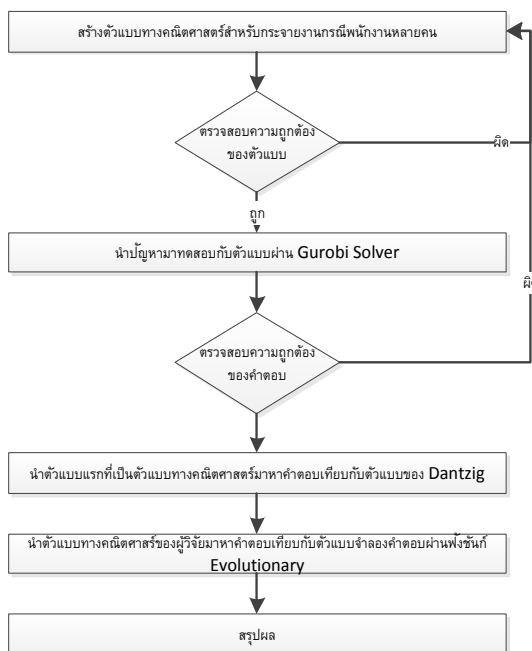 สร้างตัวแบบทางคณิตศาสตร์สำหรับกระจายงานกรณีพนักงานหลายคน
ตรวจสอบความถูกต้อง
ของตัวแบบ
ผิด
ถูก
นำปัญหามาทดสอบกับตัวแบบผ่าน Gurobi Solver
ผิด
ตรวจสอบความถูกต้อง
ของคำตอบ
นำตัวแบบแรกที่เป็นตัวแบบทางคณิตศาสตร์มาหาคำตอบเทียบกับตัวแบบของ Dantzig
นำตัวแบบทางคณิตศาสร์ของผู้วิจัยมาหาคำตอบเทียบกับตัวแบบจำลองคำตอบผ่านฟังชันก์
Evolutionary
สรุปผล